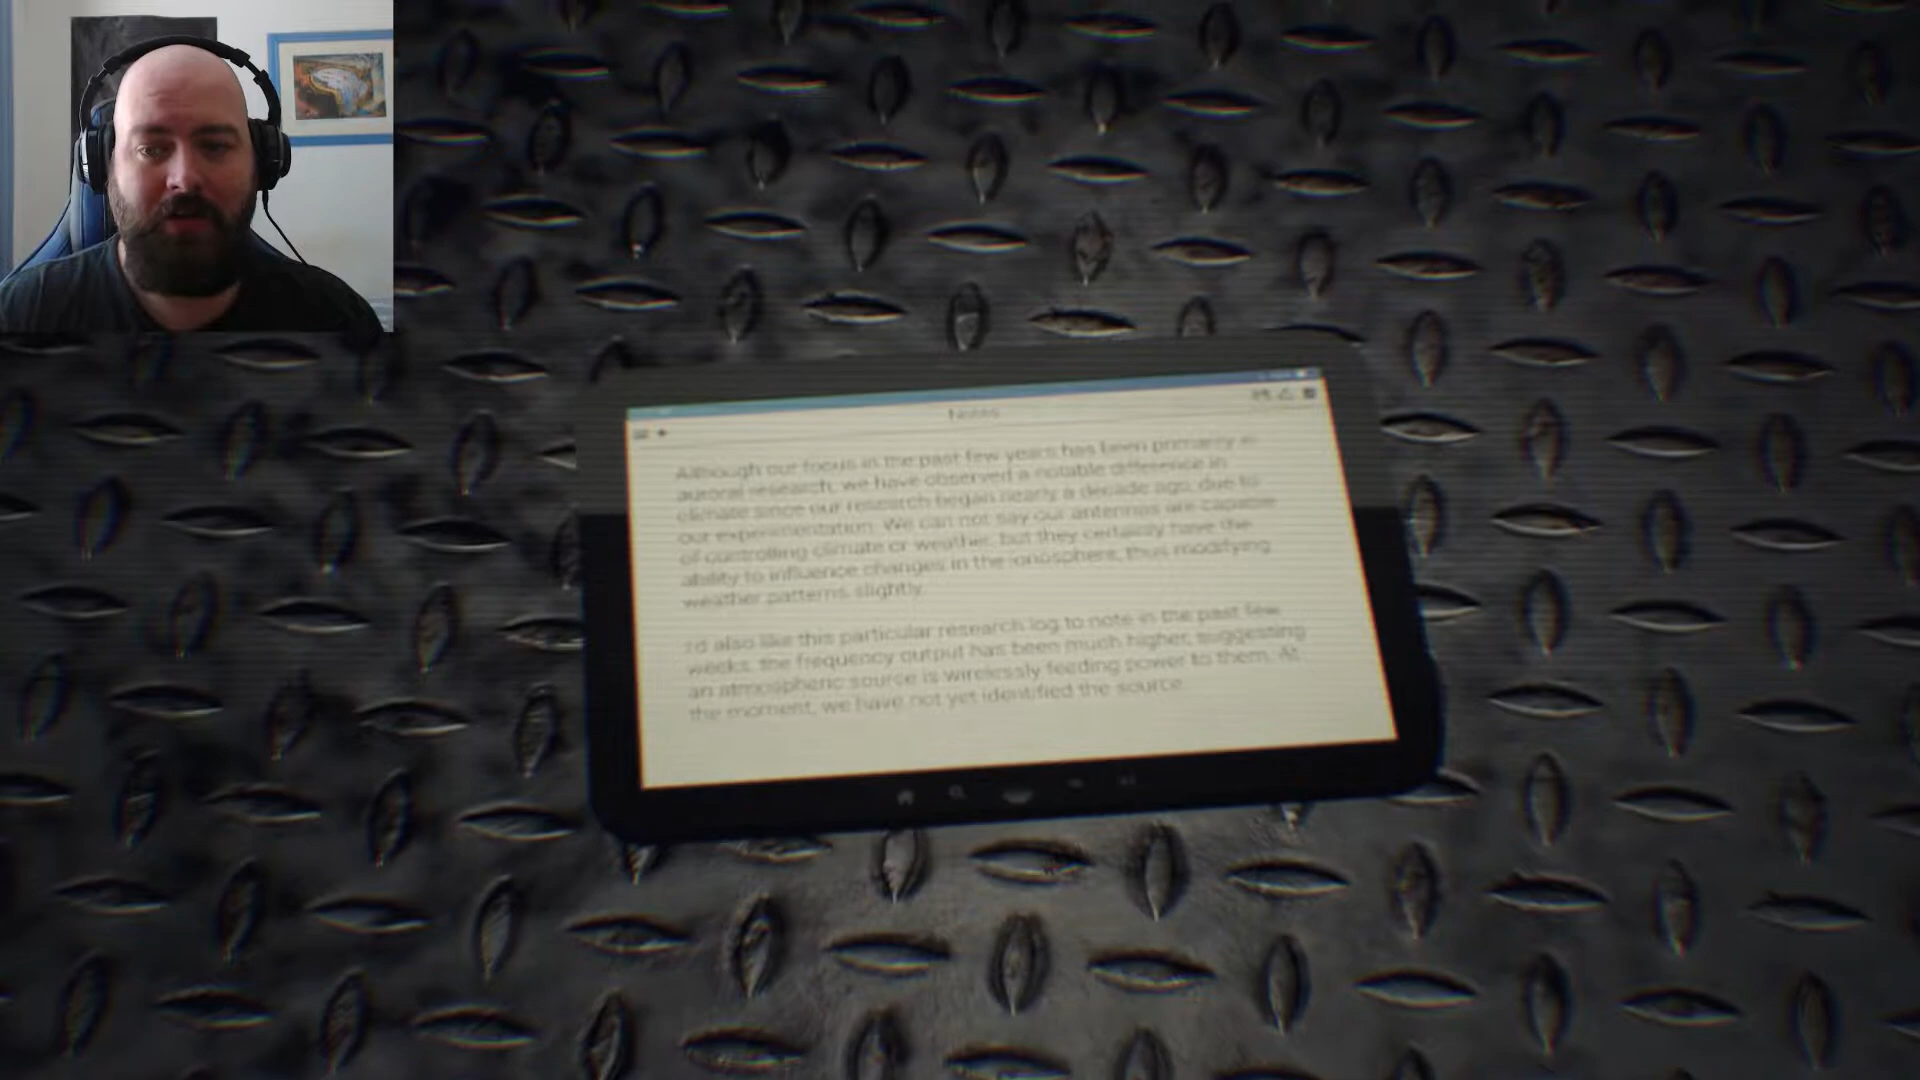 Notes
Although our focus in the past few years has been primarily in
auroral research, we have observed a notable difference in
climate since our research began nearly a decade ago, due to
our experimentation. We can not say our antennas are capable
of controlling climate or weather, but they certainly have the
ability to influence changes in the ionosphere, thus modifying
weather patterns slightly.
I'd also like this particular research log to note in the past few
weeks, the frequency output has been much higher, suggesting
an atmospheric source is wirelessly feeding power to them. At
the moment, we have not yet identified the source.